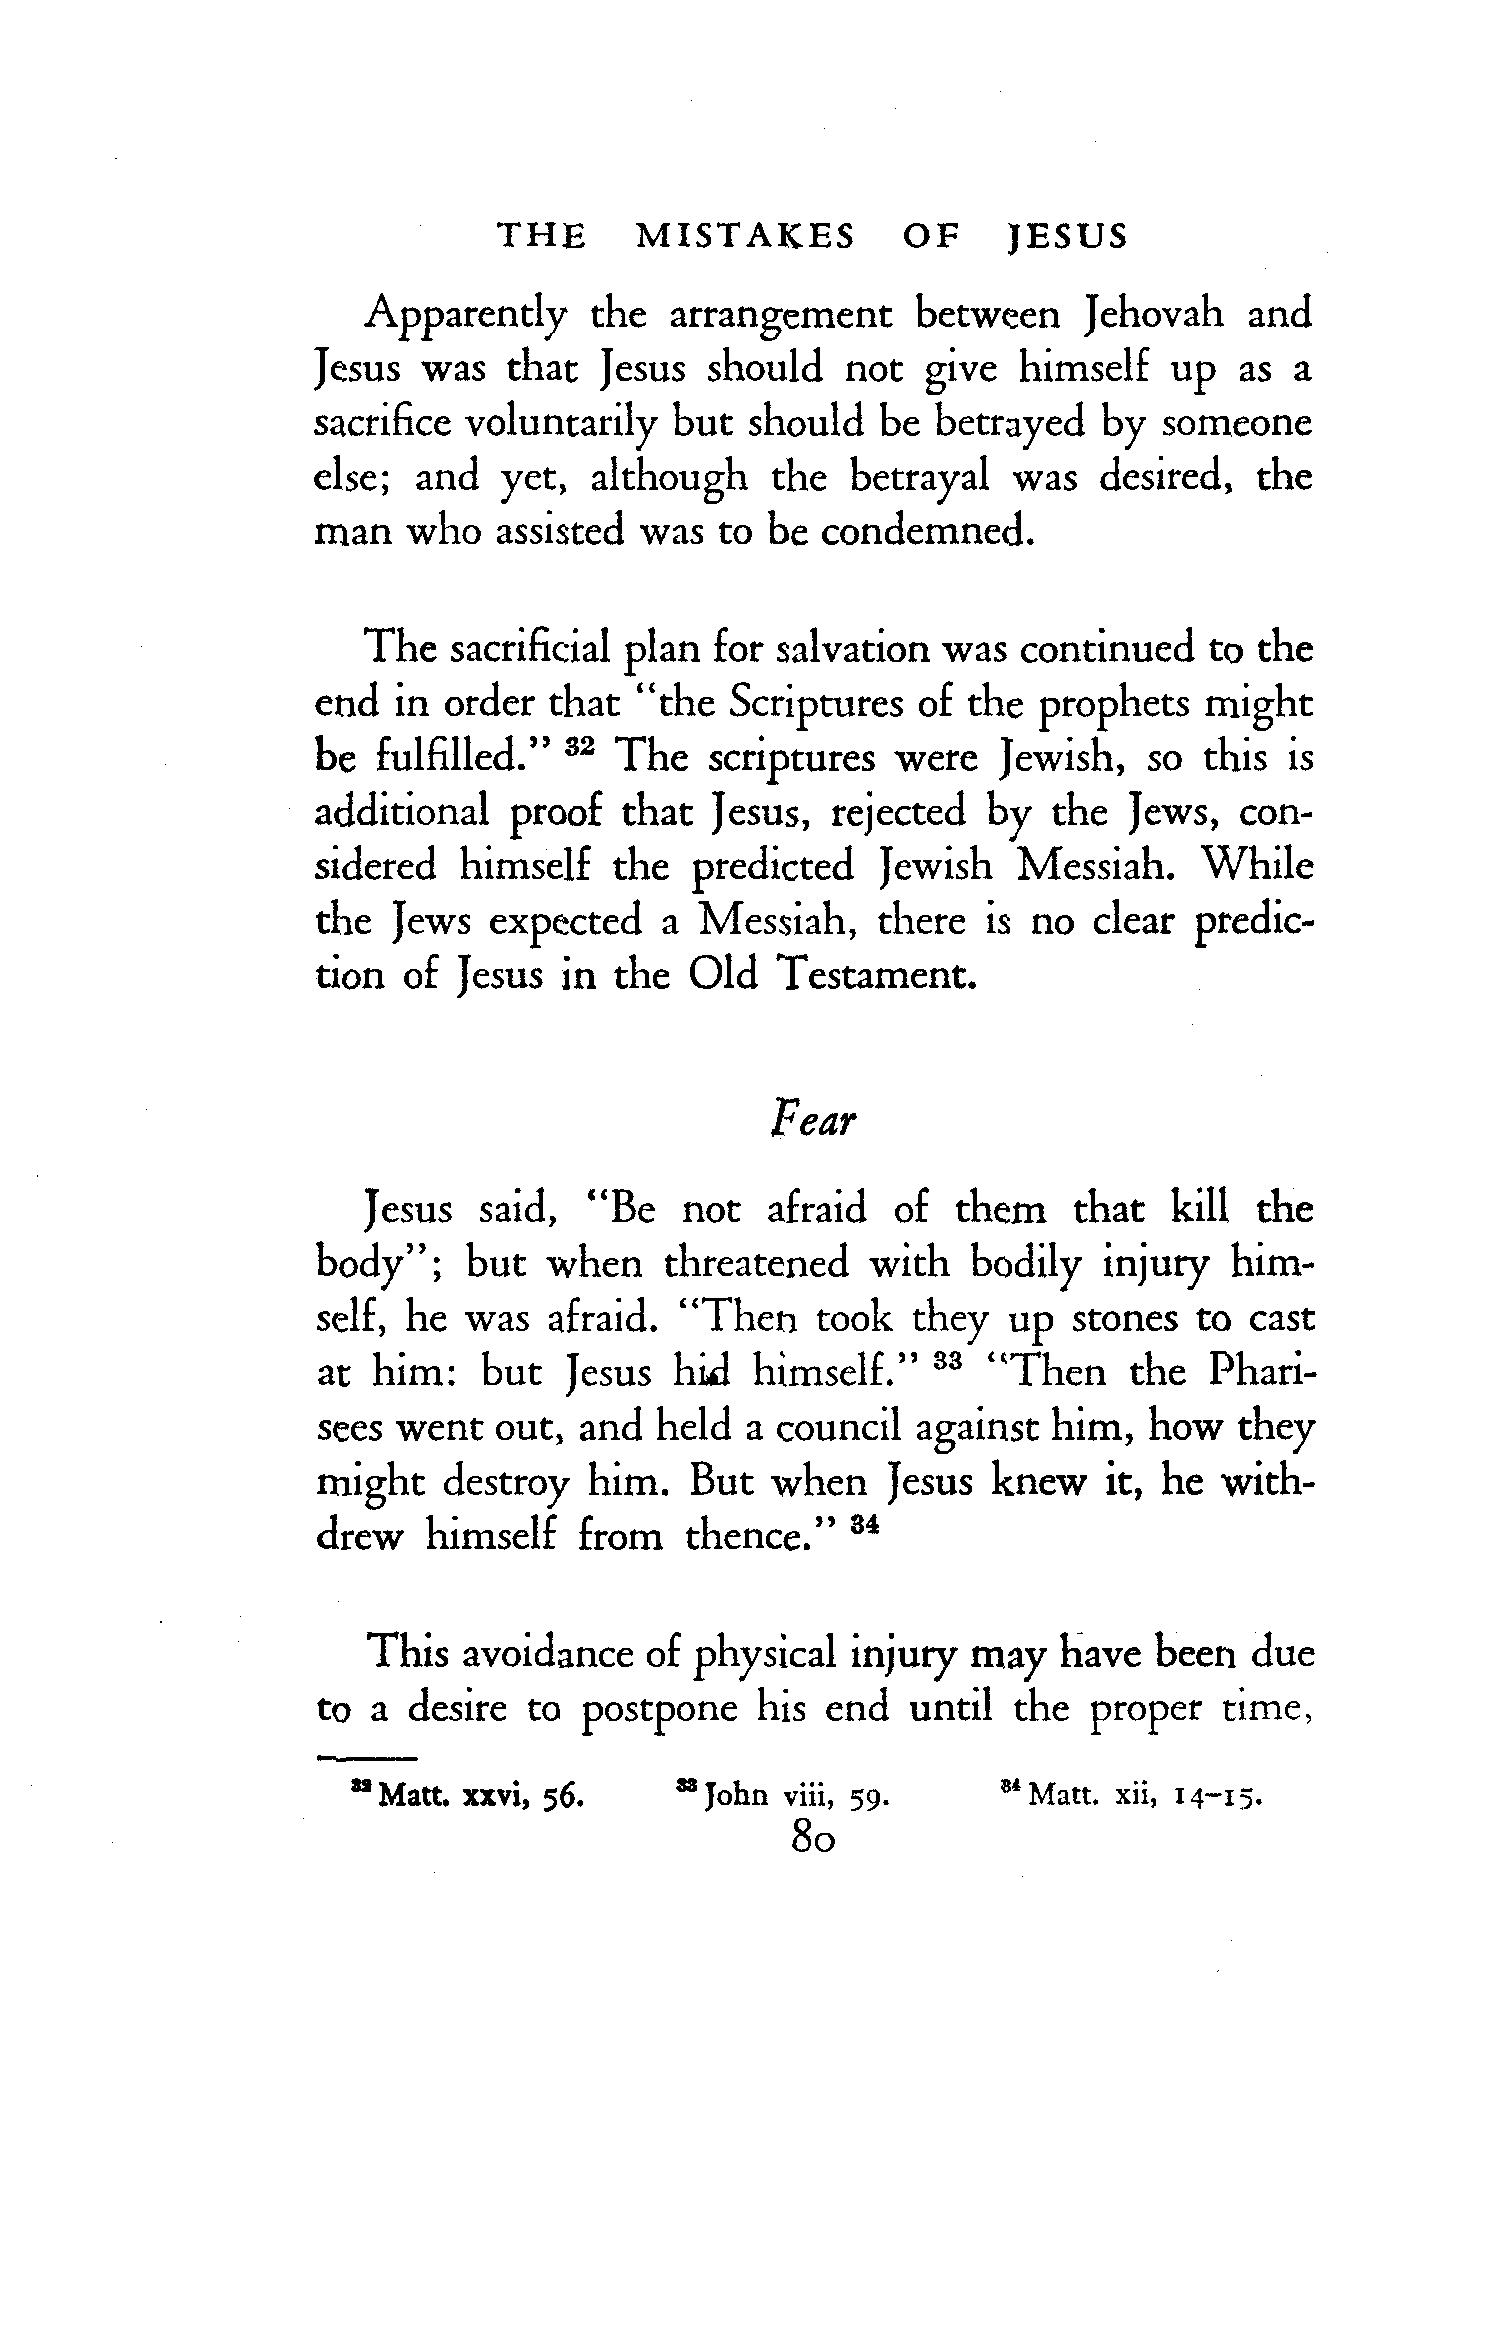 THE MISTAKES OF JESUS
Apparently the arrangement between Jehovah and
Jesus was that Jesus should not give himself up as a
sacrifice voluntarily but should be betrayed by someone
else; and yet, although the betrayal was desired, the
man who assisted was to be condemned.
The sacrificial plan for salvation was continued to the
end in order that “the Scriptures of the prophets might
be fulfilled.” 32 The scriptures were Jewish, so this is
additional proof that Jesus, rejected by the Jews, con-
sidered himself the predicted Jewish Messiah. While
the Jews expected a Messiah, there is no clear predic-
tion of Jesus in the Old Testament.
Fear
Jesus said, “Be not afraid of them that kill the
body”; but when threatened with bodily injury him-
self, he was afraid. “Then took they up stones to cast
at him: but Jesus hid himself.” 33 “Then the Phari-
sees went out, and held a council against him, how they
might destroy him. But when Jesus knew it, he with-
drew himself from thence.” 34
This avoidance of physical injury may have been due
to a desire to postpone his end until the proper time,
32 Matt. xxvi, 56. 33 John viii, 59. 34 Matt. xii, 14–15.
80